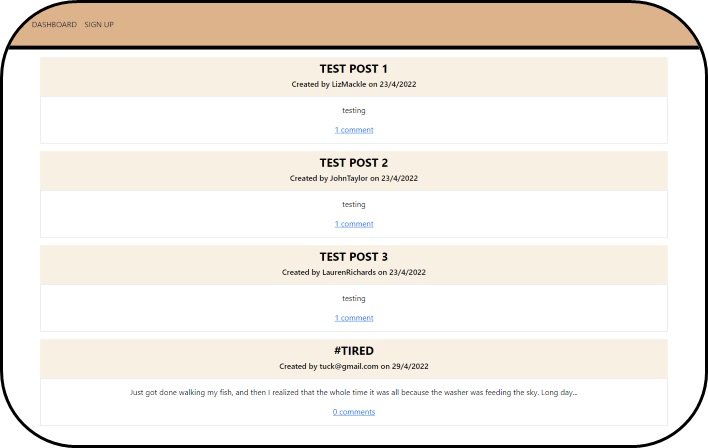 DASHBOARD SIGN UP
TEST POST 1
Created by LizMackle on 23/4/2022
testing
1 comment
TEST POST 2
Created by JohnTaylor on 23/4/2022
testing
1 comment
TEST POST 3
Created by LaurenRichards on 23/4/2022
testing
1 comment
#TIRED
Created by tuck@gmail.com on 29/4/2022
Just got done walking my fish, and then I realized that the whole time it was all because the washer was feeding the sky. Long day...
0 comments